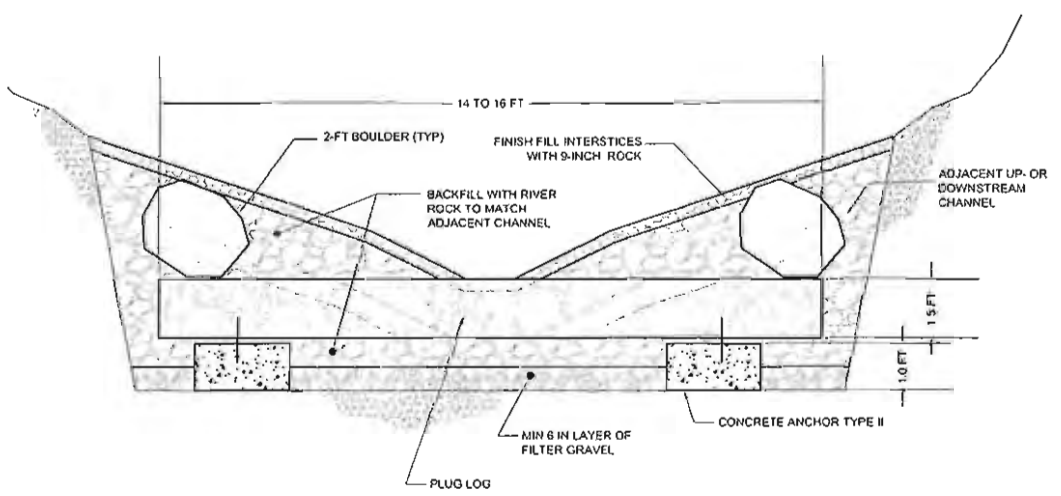 14 TO 16 FT
2-FT BOULDER (TYP)
FINISH FILL INTERSTICES
WITH 9-INCH ROCK
BACKFILL WITH RIVER
ROCK TO MATCH
ADJACENT CHANNEL
ADJACENT UP- OR
DOWNSTREAM
CHANNEL
1.5 FT
1.0 FT
CONCRETE ANCHOR TYPE II
MIN 6 IN LAYER OF
FILTER GRAVEL
PLUG LOG